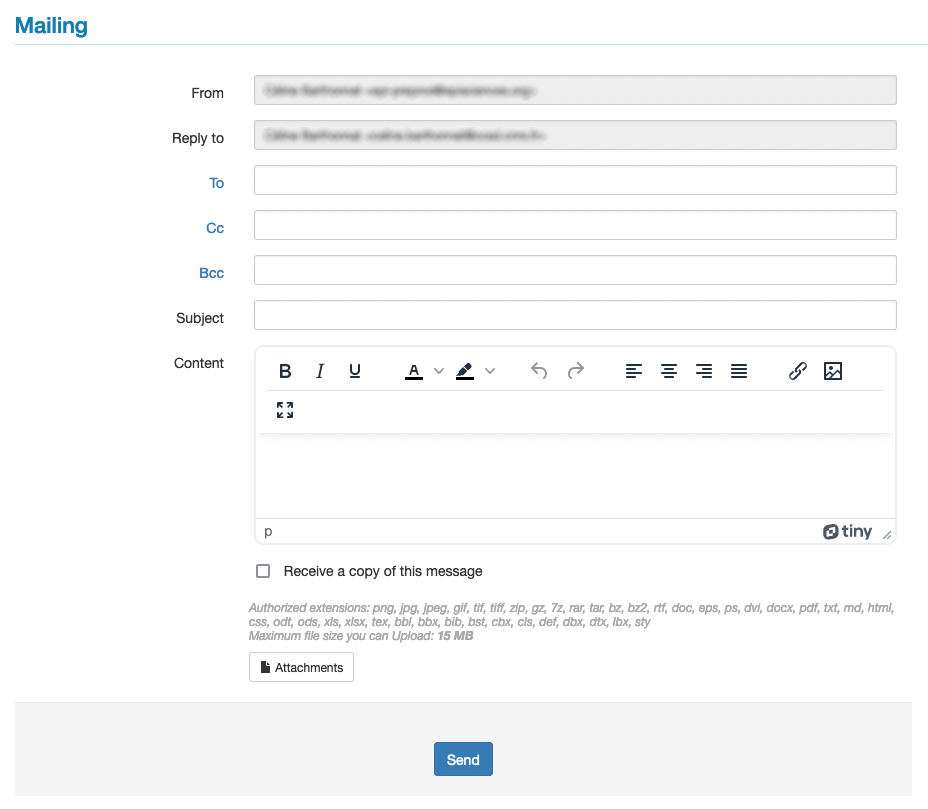 Mailing
From
Reply to
To
Cc
Bcc
Subject
Content
B I U A
p tiny
Receive a copy of this message
Authorized extensions: png, jpg, jpeg, gif, tif, tiff, zip, gz, 7z, rar, tar, bz, bz2, rtf, doc, eps, ps, dvi, docx, pdf, txt, md, html,
css, odt, ods, xls, xlsx, tex, bbl, bbx, bib, bst, cbx, cls, def, dbx, dtx, lbx, sty
Maximum file size you can Upload: 15 MB
Attachments
Send